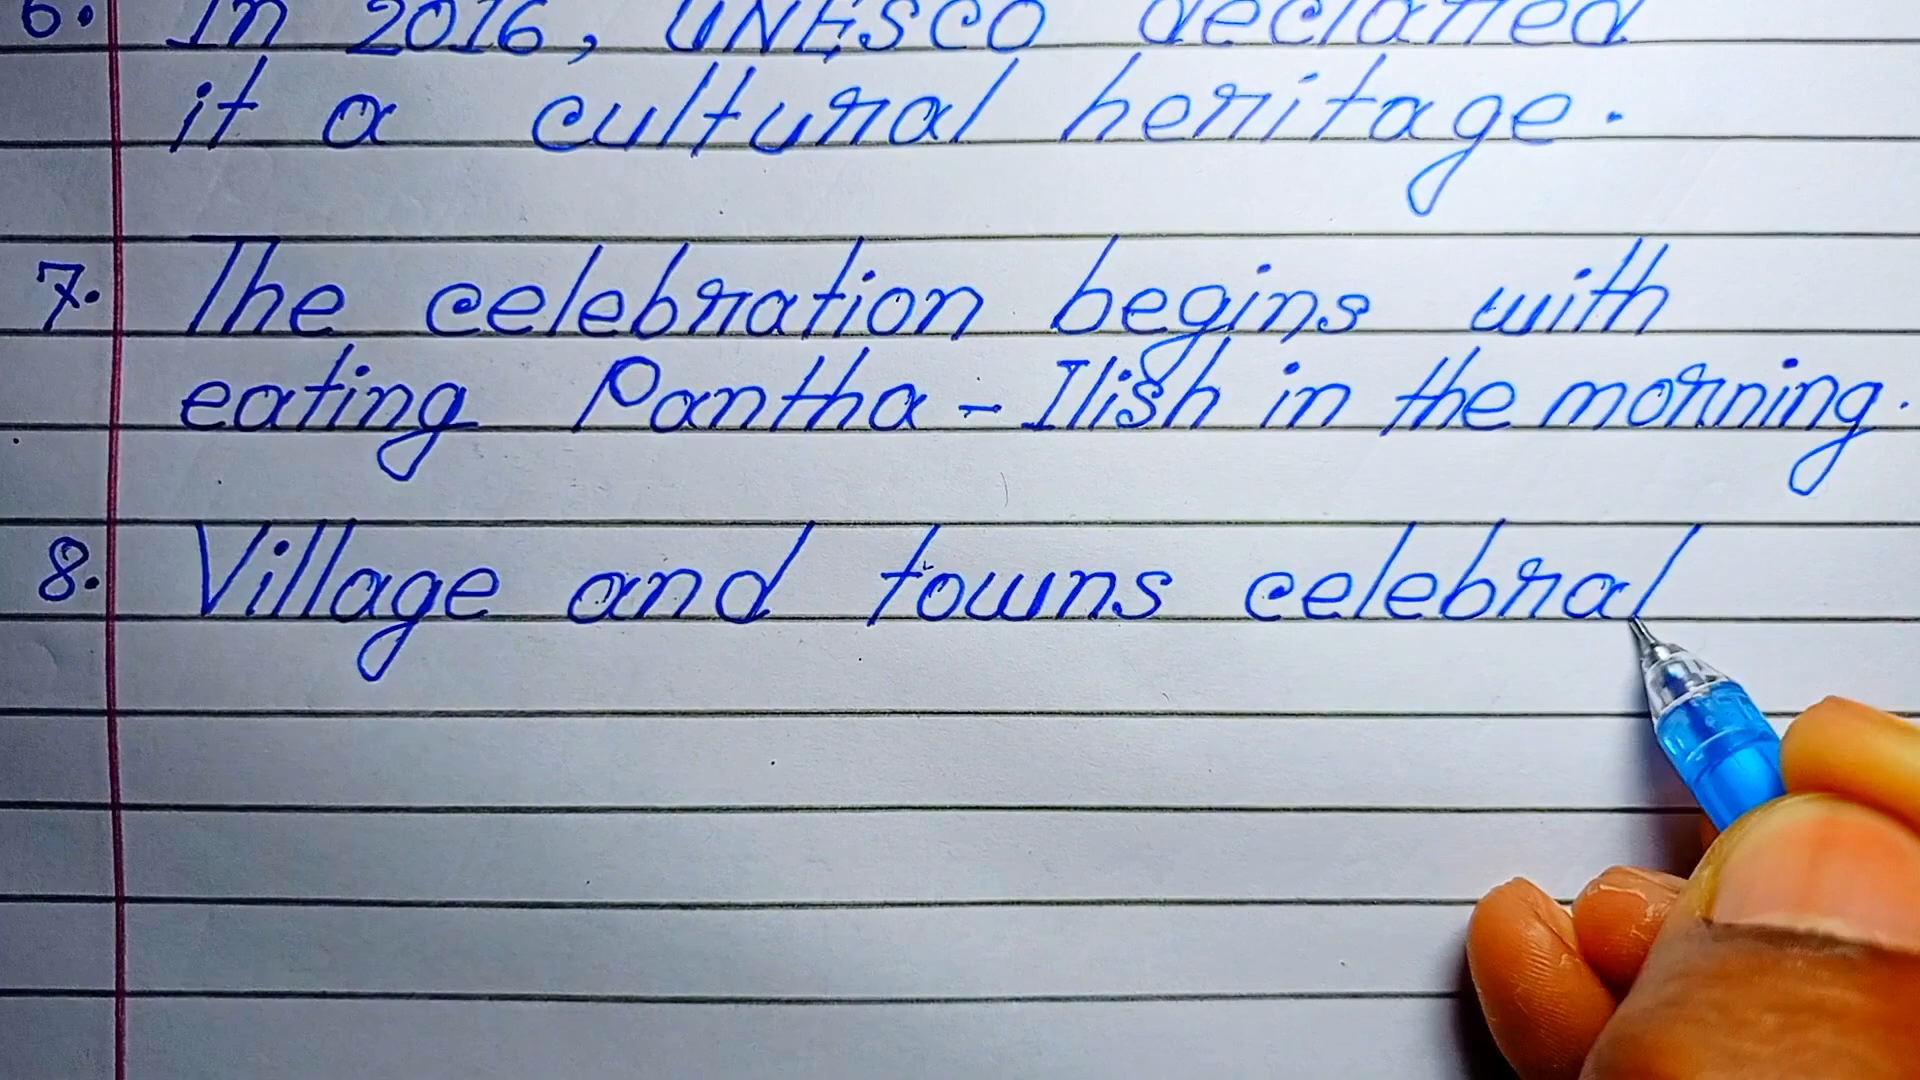 6. In 2016, UNESCO declared
it a cultural heritage.
7. The celebration begins with
eating Pantha - Ilish in the morning.
8. Village and towns celebral